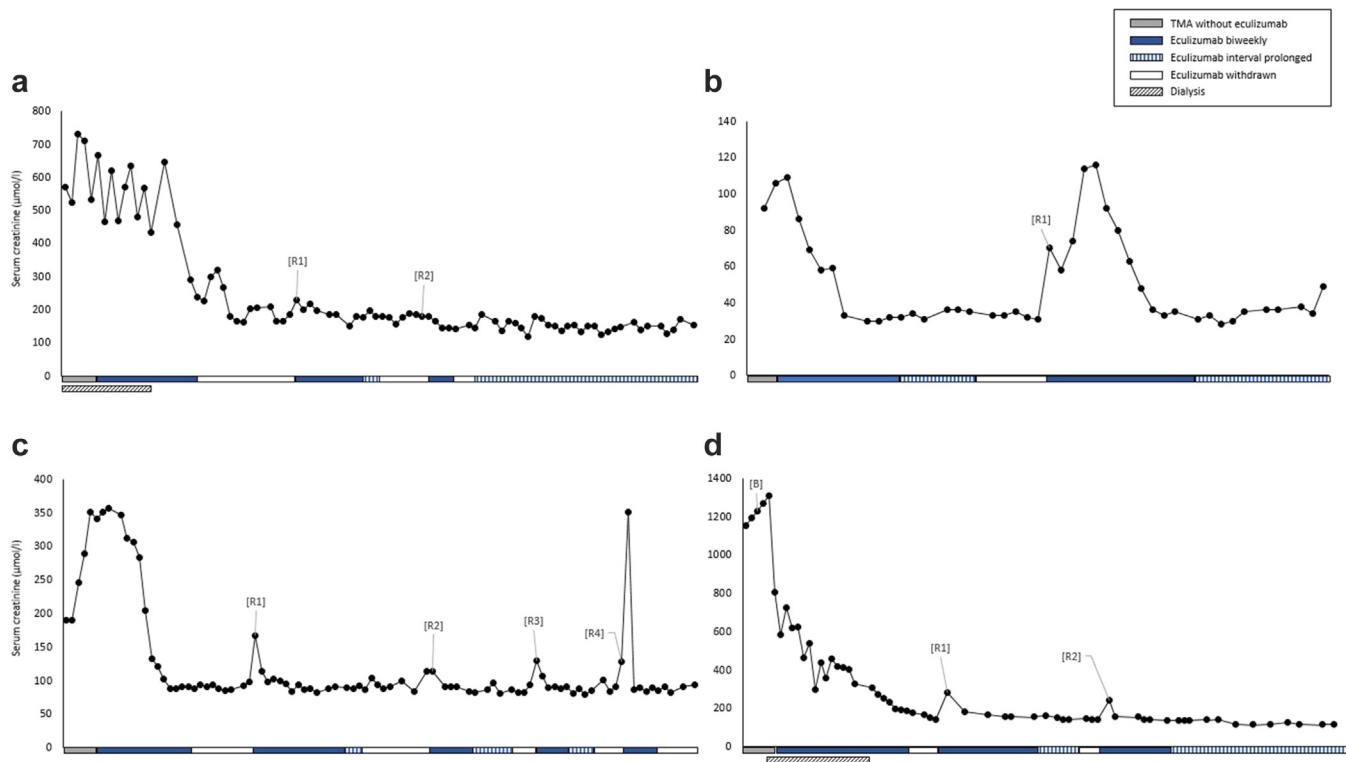 TMA without eculizumab
Eculizumab biweekly
Eculizumab interval prolonged
Eculizumab withdrawn
Dialysis
a
Serum creatinine (µmol/l)
800
700
600
500
400
300
200
100
0
[R1]
[R2]
b
140
120
100
80
60
40
20
0
[R1]
c
Serum creatinine (µmol/l)
400
350
300
250
200
150
100
50
0
[R1]
[R2]
[R3]
[R4]
d
1400
1200
1000
800
600
400
200
0
[B]
[R1]
[R2]